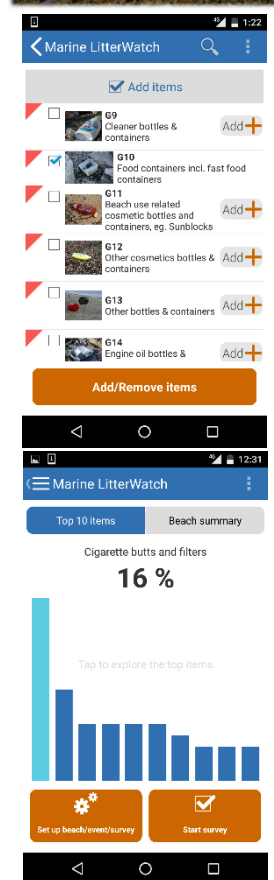 1:22
Marine LitterWatch
Add items
G9
Cleaner bottles &
containers
Add
G10
Food containers incl. fast food
containers
G11
Beach use related
cosmetic bottles and
containers, eg. Sunblocks
Add
G12
Other cosmetics bottles &
containers
Add
G13
Other bottles & containers
Add
G14
Engine oil bottles &
Add
Add/Remove items
12:31
Marine LitterWatch
Top 10 items
Beach summary
Cigarette butts and filters
16 %
Tap to explore the top items
Set up beach/event/survey
Start survey